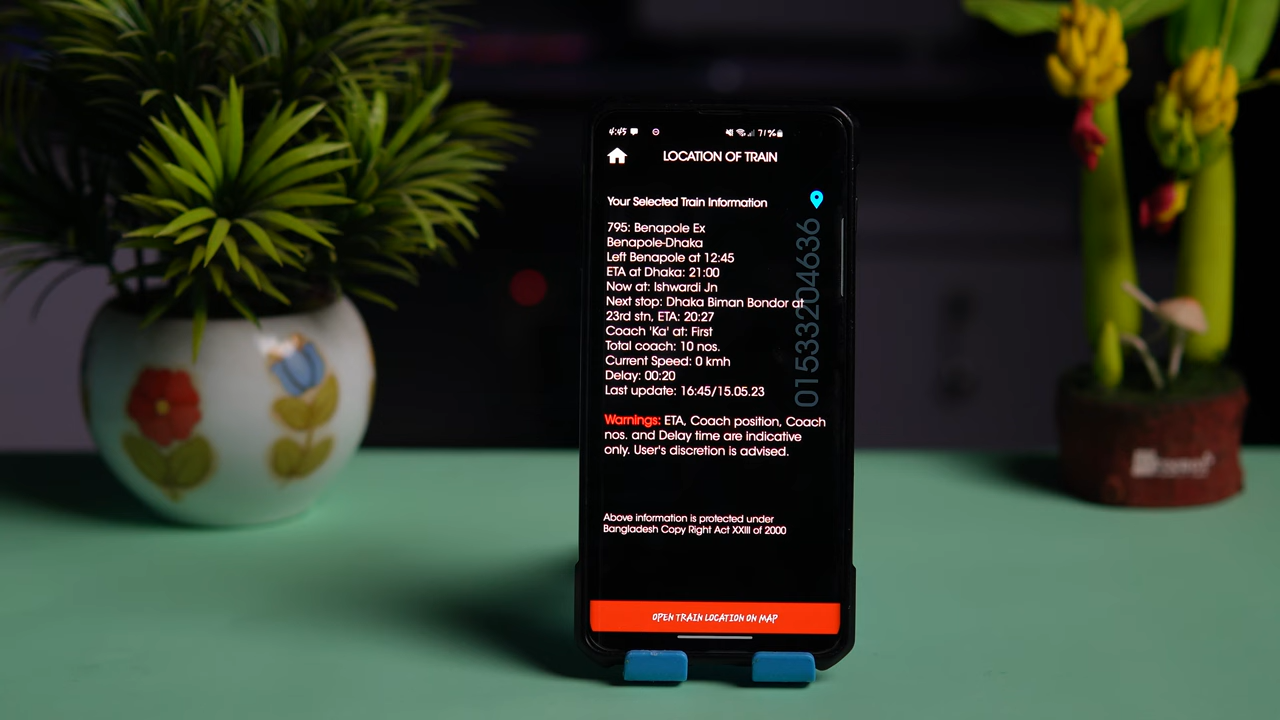 4:45 71%
LOCATION OF TRAIN
Your Selected Train Information
795: Benapole Ex
Benapole-Dhaka
Left Benapole at 12:45
ETA at Dhaka: 21:00
Now at: Ishwardi Jn
Next stop: Dhaka Biman Bondor at
23rd stn, ETA: 20:27
Coach 'Ka' at: First
Total coach: 10 nos.
Current Speed: 0 kmh
Delay: 00:20
Last update: 16:45/15.05.23
01533204636
Warnings: ETA, Coach position, Coach
nos. and Delay time are indicative
only. User's discretion is advised.
Above information is protected under
Bangladesh Copy Right Act XXIII of 2000
OPEN TRAIN LOCATION ON MAP